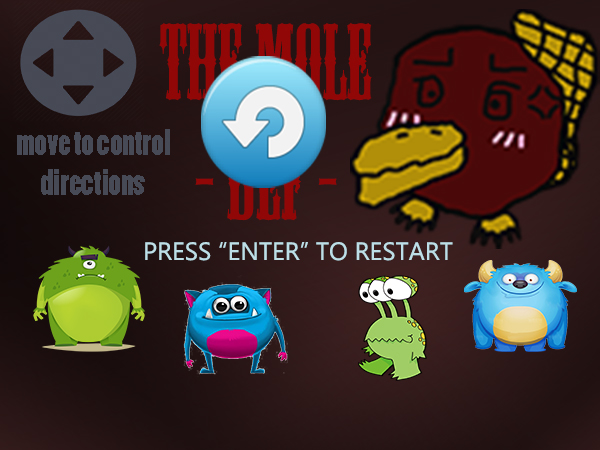 THE MOLE
move to control
directions
- DEF -
PRESS “ENTER” TO RESTART